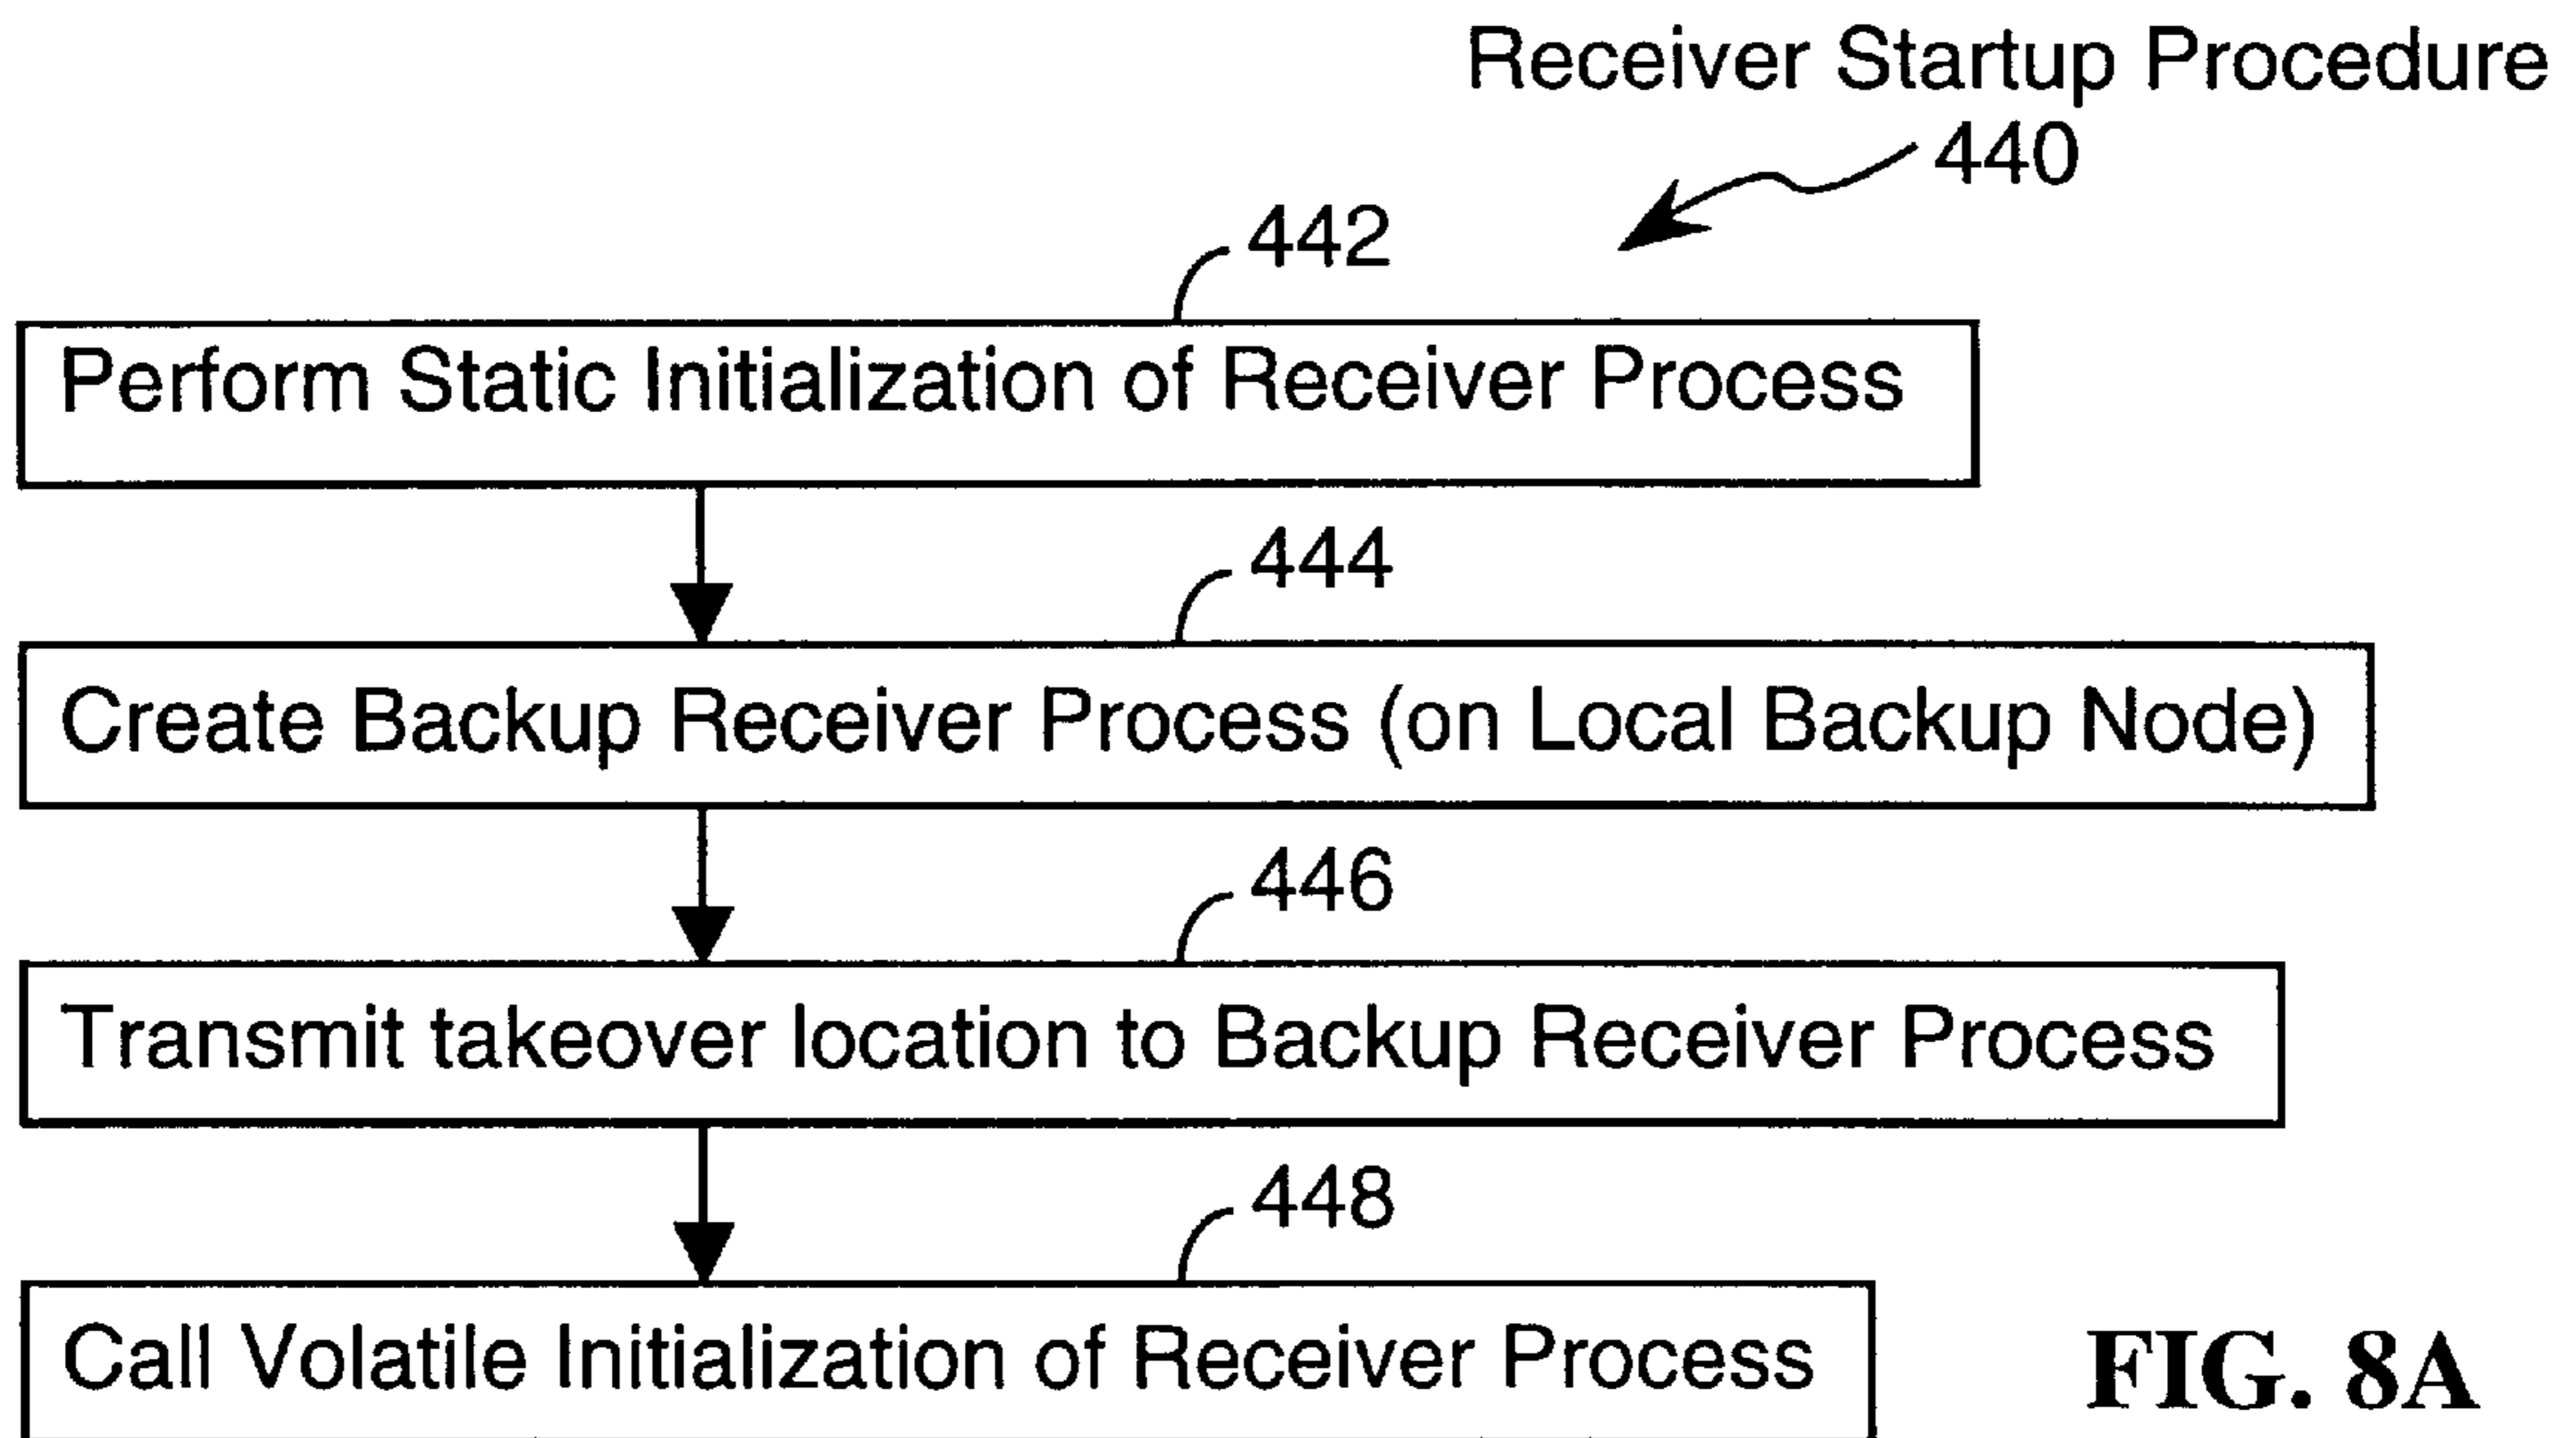 Receiver Startup Procedure
440
442
Perform Static Initialization of Receiver Process
444
Create Backup Receiver Process (on Local Backup Node)
446
Transmit takeover location to Backup Receiver Process
448
Call Volatile Initialization of Receiver Process
FIG. 8A